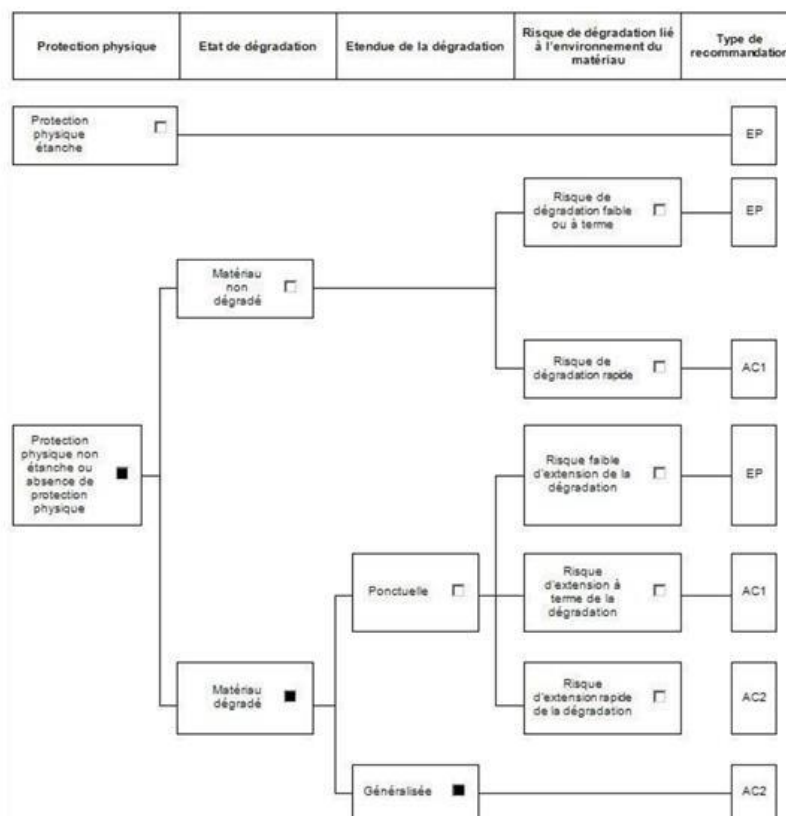 Protection physique
Etat de dégradation
Etendue de la dégradation
Risque de dégradation lié
à l'environnement du
matériau
Type de
recommandation
Protection
physique
étanche
EP
Risque de
dégradation faible
ou à terme
EP
Matériau
non
dégradé
Risque de
dégradation rapide
AC1
Protection
physique non
étanche ou
absence de
protection
physique
Risque faible
d'extension de la
dégradation
EP
Ponctuelle
Risque
d'extension à
terme de la
dégradation
AC1
Matériau
dégradé
Risque
d'extension rapide
de la dégradation
AC2
Généralisée
AC2